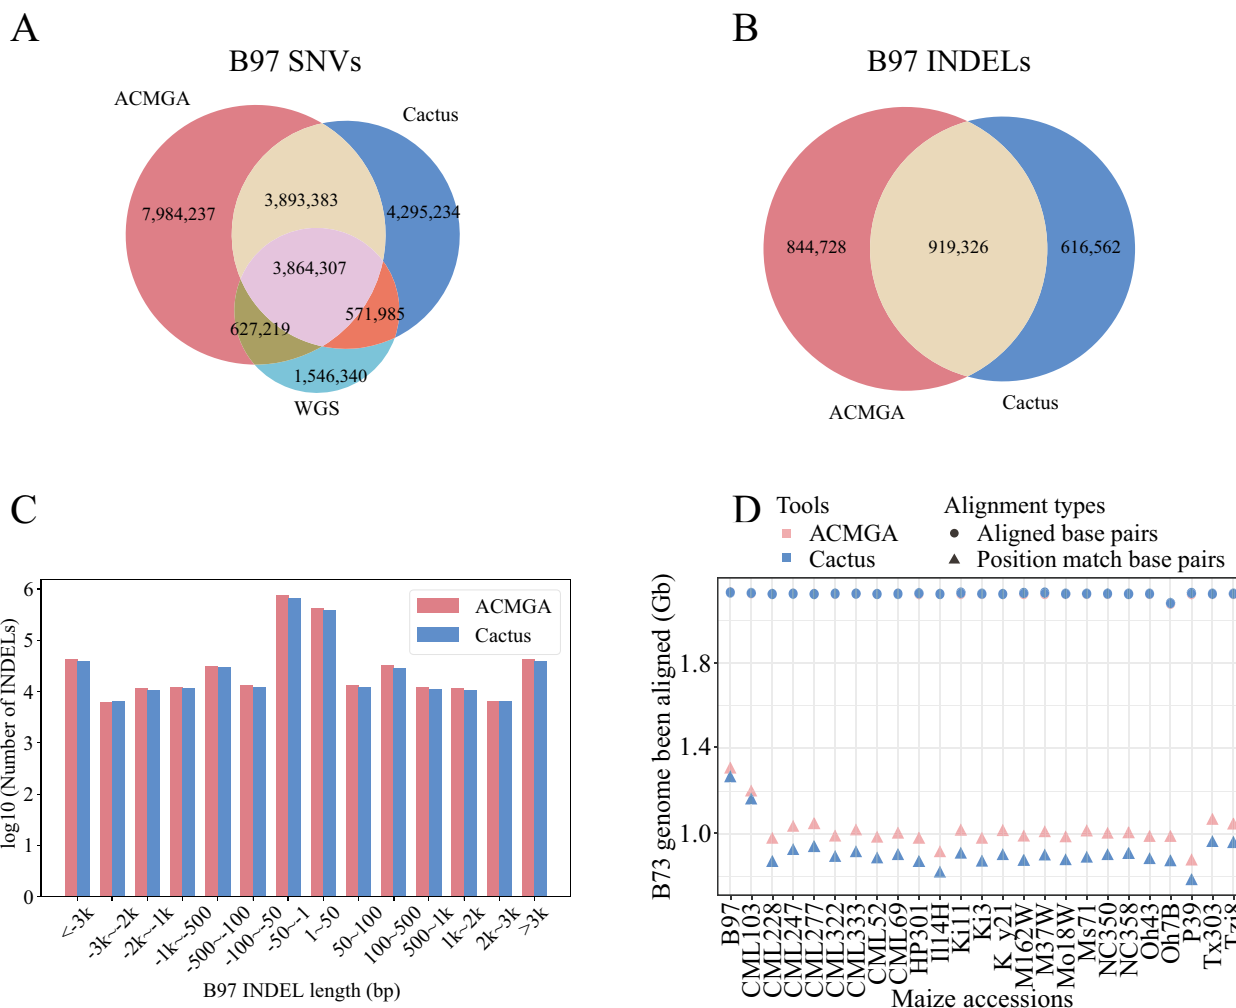 A
B97 SNVs
ACMGA
Cactus
7,984,237
3,893,383
4,295,234
3,864,307
627,219
571,985
1,546,340
WGS
B
B97 INDELs
844,728
919,326
616,562
ACMGA
Cactus
C
log10 (Number of INDELs)
6
5
4
3
2
1
0
ACMGA
Cactus
<-3k
-3k~-2k
-2k~-1k
-1k~-500
-500~-100
-100~-50
-50~-1
1~50
50~100
100~500
500~1k
1k~2k
2k~3k
>3k
B97 INDEL length (bp)
D
Tools
ACMGA
Cactus
Alignment types
Aligned base pairs
Position match base pairs
B73 genome been aligned (Gb)
1.8
1.4
1.0
B97
CML103
CML228
CML247
CML277
CML322
CML333
CML52
CML69
HP301
Il14H
Ki11
Ki3
K y21
M162W
M37W
Mo18W
Ms71
NC350
NC358
Oh43
Oh7B
P39
Tx303
Tzi8
Maize accessions